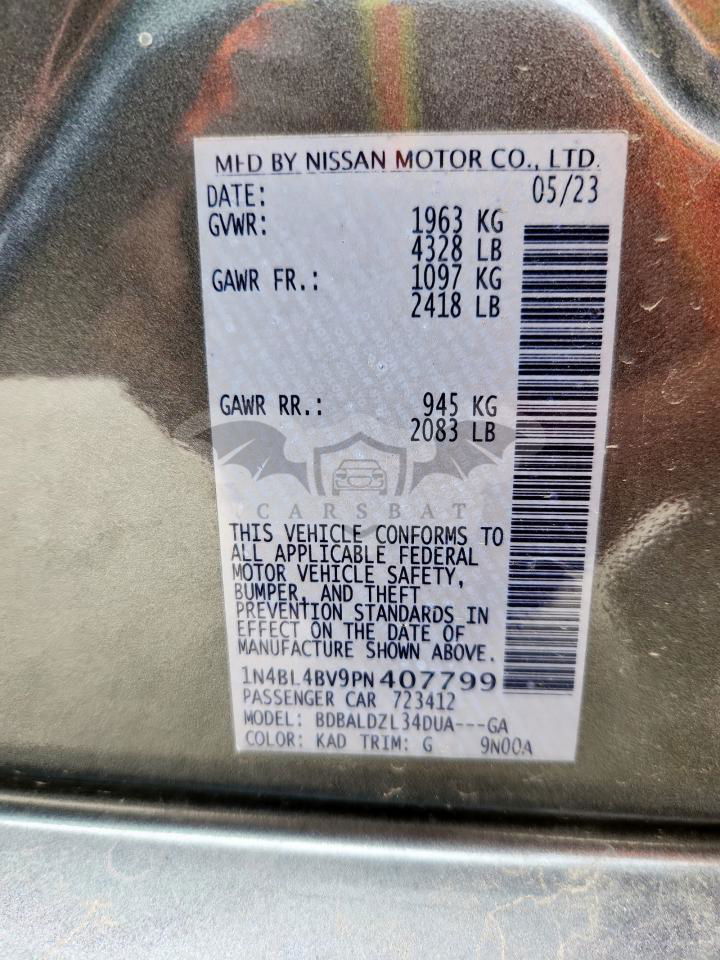 MFD BY NISSAN MOTOR CO., LTD.
DATE: 05/23
GVWR: 1963 KG
4328 LB
GAWR FR.: 1097 KG
2418 LB
GAWR RR.: 945 KG
2083 LB
CARSBAT
THIS VEHICLE CONFORMS TO
ALL APPLICABLE FEDERAL
MOTOR VEHICLE SAFETY,
BUMPER, AND THEFT
PREVENTION STANDARDS IN
EFFECT ON THE DATE OF
MANUFACTURE SHOWN ABOVE.
1N4BL4BV9PN407799
PASSENGER CAR 723412
MODEL: BDBALDZL34DUA---GA
COLOR: KAD TRIM: G 9N00A